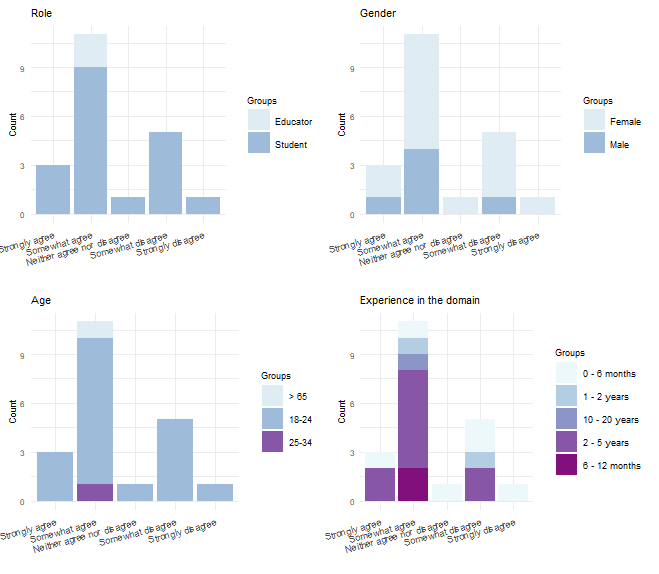 Role
Count
9
6
3
0
Strongly agree
Somewhat agree
Neither agree nor disagree
Somewhat disagree
Strongly disagree
Groups
Educator
Student
Gender
Count
9
6
3
0
Strongly agree
Somewhat agree
Neither agree nor disagree
Somewhat disagree
Strongly disagree
Groups
Female
Male
Age
Count
9
6
3
0
Strongly agree
Somewhat agree
Neither agree nor disagree
Somewhat disagree
Strongly disagree
Groups
> 65
18-24
25-34
Experience in the domain
Count
9
6
3
0
Strongly agree
Somewhat agree
Neither agree nor disagree
Somewhat disagree
Strongly disagree
Groups
0 - 6 months
1 - 2 years
10 - 20 years
2 - 5 years
6 - 12 months